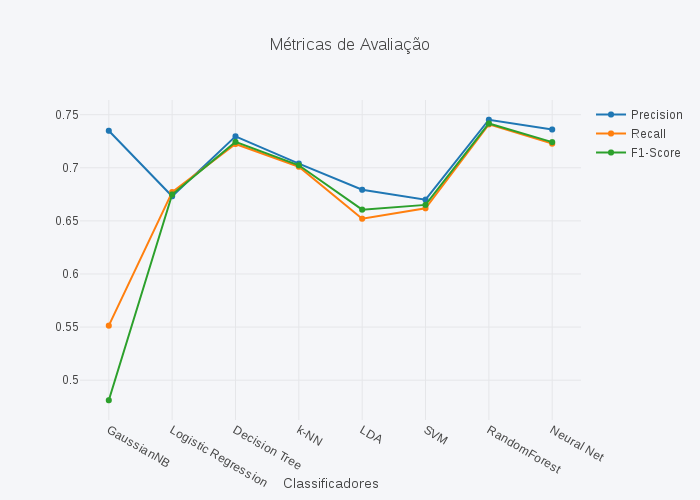 Métricas de Avaliação
0.75
0.7
0.65
0.6
0.55
0.5
Precision
Recall
F1-Score
GaussianNB
Logistic Regression
Decision Tree
k-NN
LDA
SVM
RandomForest
Neural Net
Classificadores